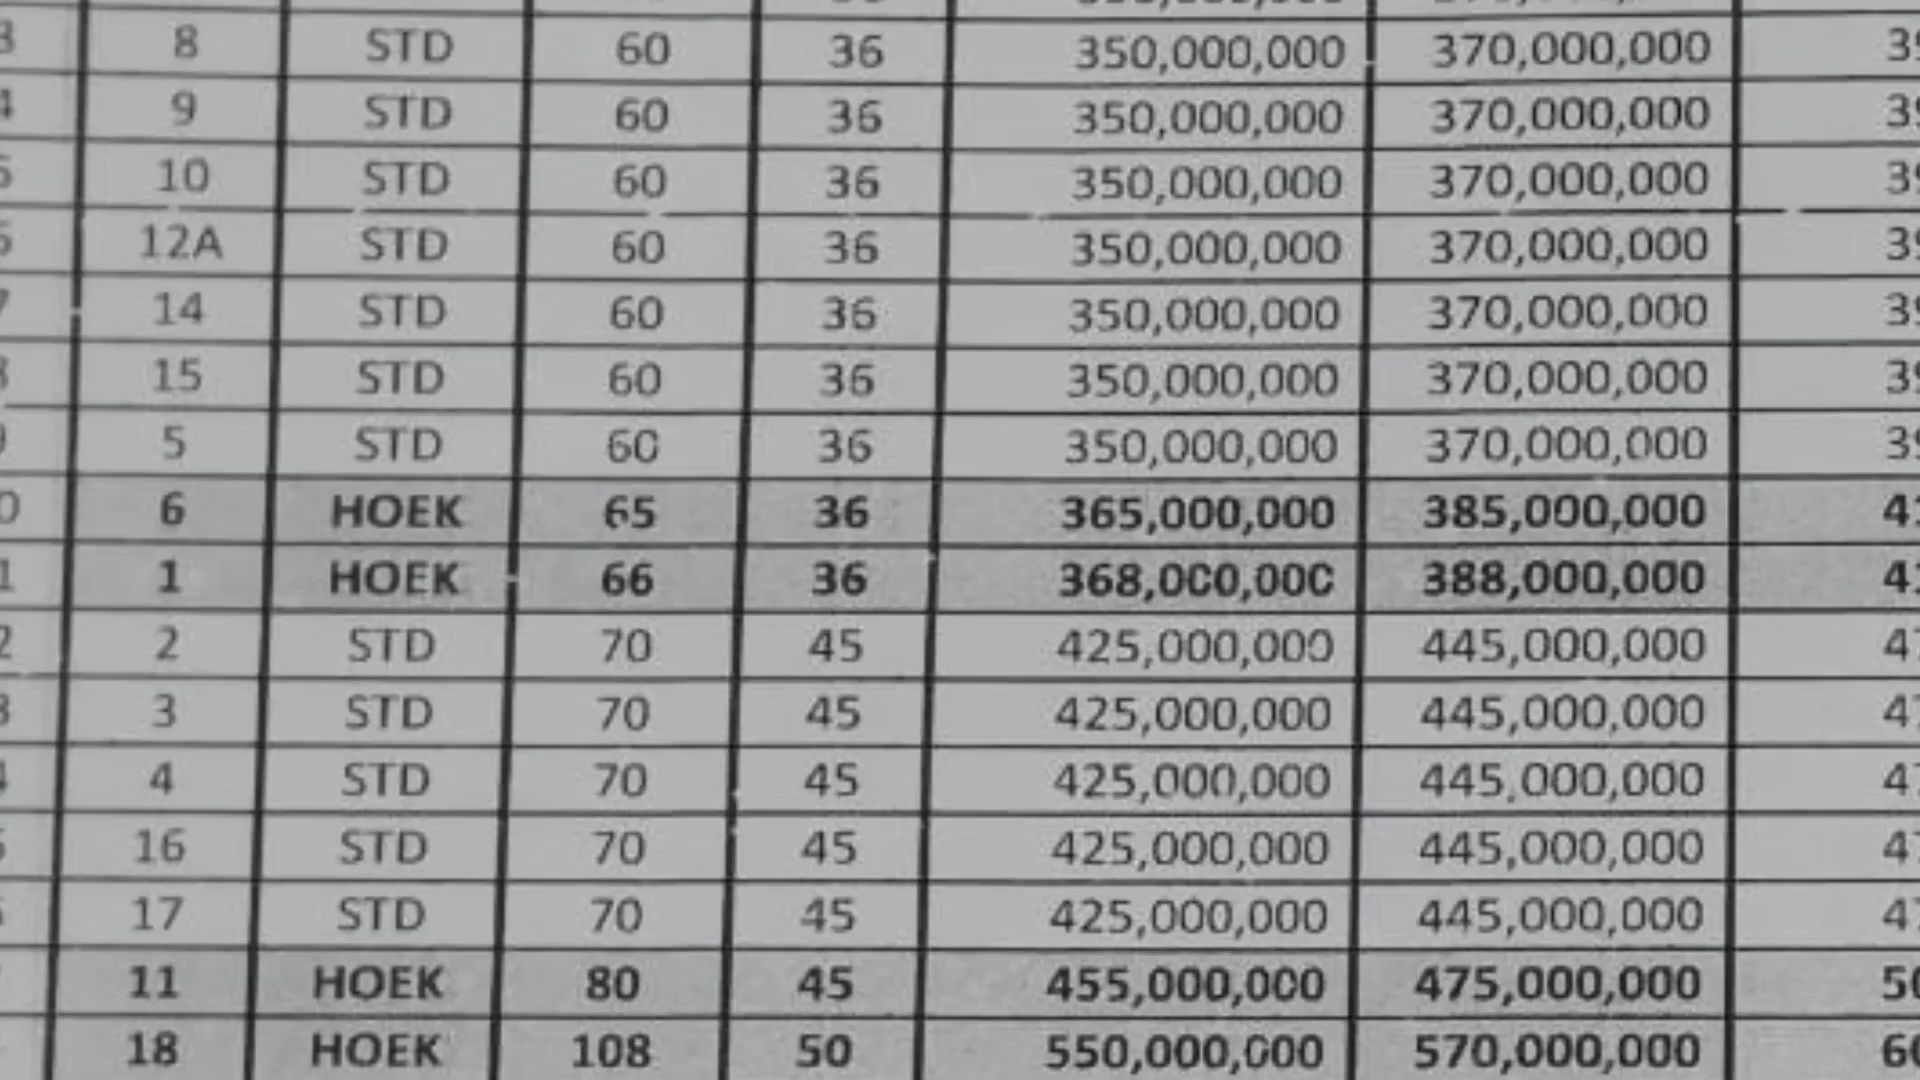 8 STD 60 36 350,000,000 370,000,000
9 STD 60 36 350,000,000 370,000,000
10 STD 60 36 350,000,000 370,000,000
12A STD 60 36 350,000,000 370,000,000
14 STD 60 36 350,000,000 370,000,000
15 STD 60 36 350,000,000 370,000,000
5 STD 60 36 350,000,000 370,000,000
6 HOEK 65 36 365,000,000 385,000,000
1 HOEK 66 36 368,000,000 388,000,000
2 STD 70 45 425,000,000 445,000,000
3 STD 70 45 425,000,000 445,000,000
4 STD 70 45 425,000,000 445,000,000
16 STD 70 45 425,000,000 445,000,000
17 STD 70 45 425,000,000 445,000,000
11 HOEK 80 45 455,000,000 475,000,000
18 HOEK 108 50 550,000,000 570,000,000